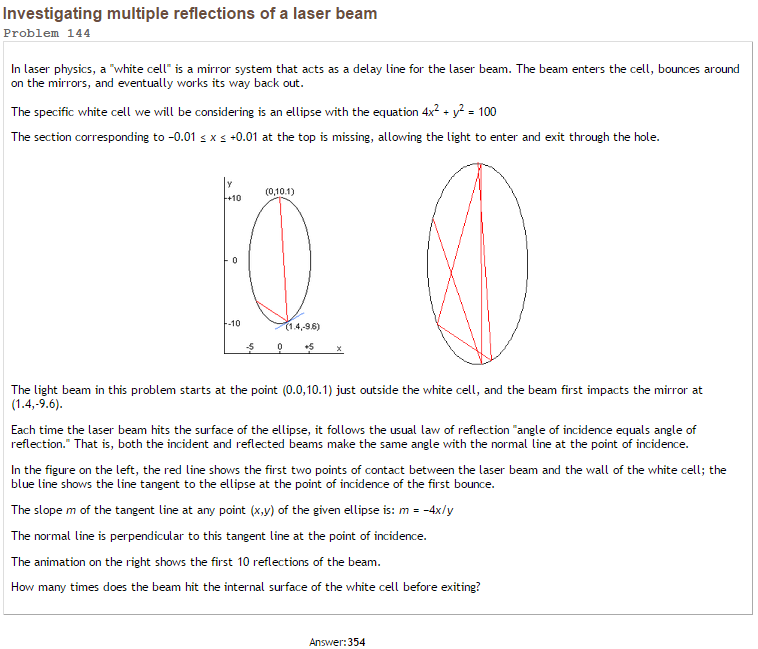 Investigating multiple reflections of a laser beam
Problem 144
In laser physics, a "white cell" is a mirror system that acts as a delay line for the laser beam. The beam enters the cell, bounces around
on the mirrors, and eventually works its way back out.
The specific white cell we will be considering is an ellipse with the equation 4x² + y² = 100
The section corresponding to −0.01 ≤ x ≤ +0.01 at the top is missing, allowing the light to enter and exit through the hole.
y
(0,10.1)
+10
0
-10
(1.4,-9.6)
-5 0 +5 x
The light beam in this problem starts at the point (0.0,10.1) just outside the white cell, and the beam first impacts the mirror at
(1.4,-9.6).
Each time the laser beam hits the surface of the ellipse, it follows the usual law of reflection "angle of incidence equals angle of
reflection." That is, both the incident and reflected beams make the same angle with the normal line at the point of incidence.
In the figure on the left, the red line shows the first two points of contact between the laser beam and the wall of the white cell; the
blue line shows the line tangent to the ellipse at the point of incidence of the first bounce.
The slope m of the tangent line at any point (x,y) of the given ellipse is: m = −4x/y
The normal line is perpendicular to this tangent line at the point of incidence.
The animation on the right shows the first 10 reflections of the beam.
How many times does the beam hit the internal surface of the white cell before exiting?
Answer:354